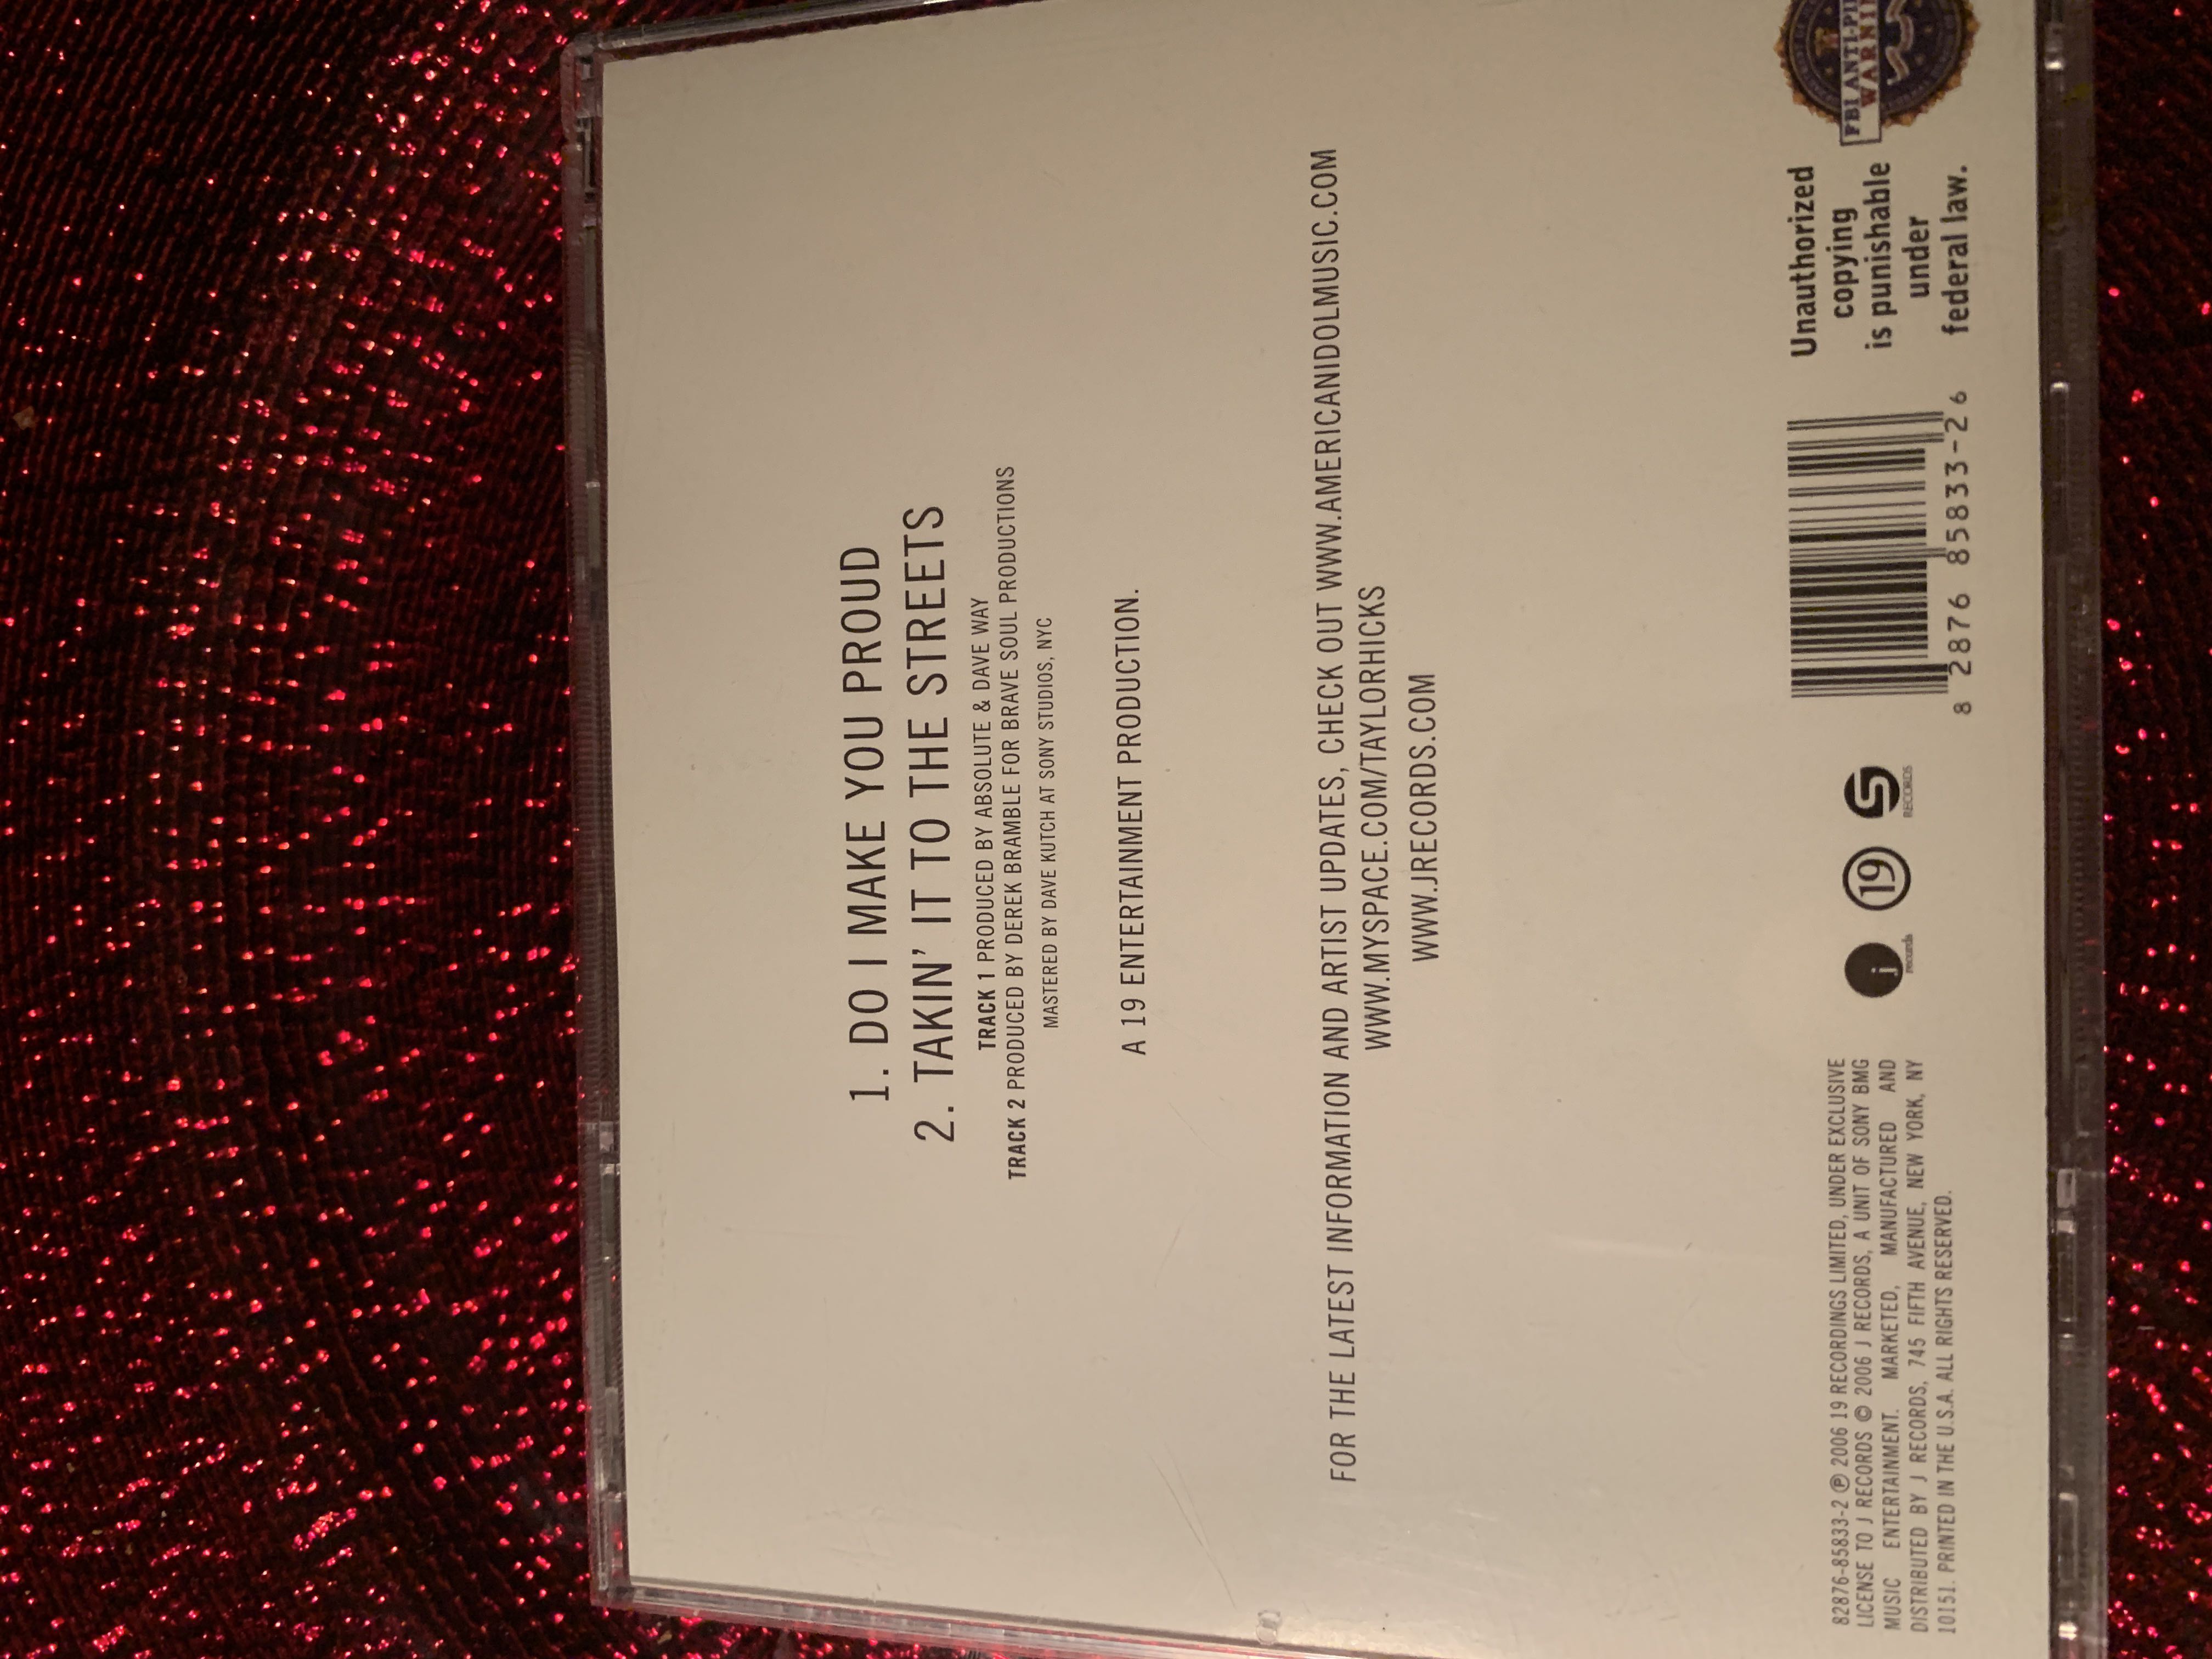 1. DO I MAKE YOU PROUD
2. TAKIN' IT TO THE STREETS
TRACK 1 PRODUCED BY ABSOLUTE & DAVE WAY
TRACK 2 PRODUCED BY DEREK BRAMBLE FOR BRAVE SOUL PRODUCTIONS
MASTERED BY DAVE KUTCH AT SONY STUDIOS, NYC
A 19 ENTERTAINMENT PRODUCTION.
FOR THE LATEST INFORMATION AND ARTIST UPDATES, CHECK OUT WWW.AMERICANIDOLMUSIC.COM
WWW.MYSPACE.COM/TAYLORHICKS
WWW.JRECORDS.COM
82876-85833-2 ℗ 2006 19 RECORDINGS LIMITED, UNDER EXCLUSIVE
LICENSE TO J RECORDS © 2006 J RECORDS, A UNIT OF SONY BMG
MUSIC ENTERTAINMENT. MARKETED, MANUFACTURED AND
DISTRIBUTED BY J RECORDS, 745 FIFTH AVENUE, NEW YORK, NY
10151. PRINTED IN THE U.S.A. ALL RIGHTS RESERVED.
j
records
19
S
RECORDS
8 2876 85833-2 6
Unauthorized
copying
is punishable
under
federal law.
FBI